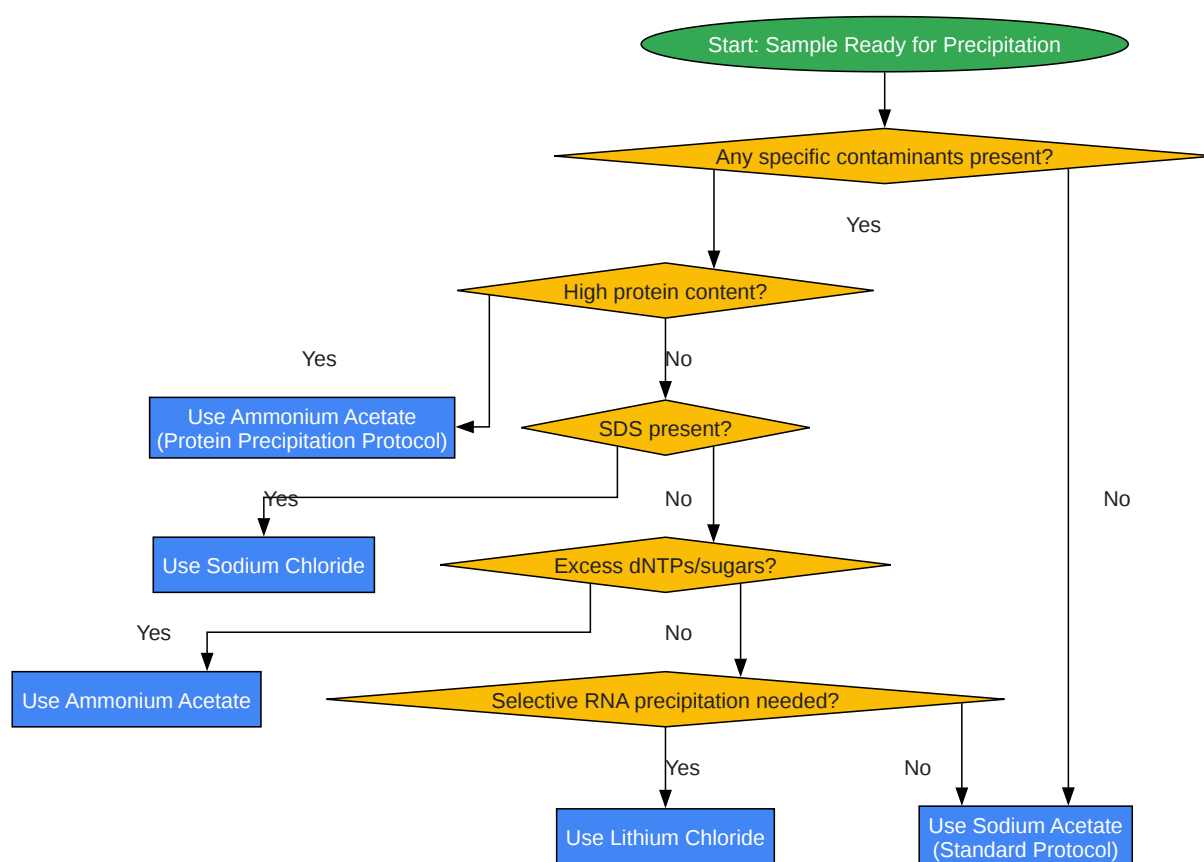 Start: Sample Ready for Precipitation
Any specific contaminants present?
Yes
High protein content?
Yes
No
Use Ammonium Acetate
(Protein Precipitation Protocol)
SDS present?
Yes
No
No
Use Sodium Chloride
Excess dNTPs/sugars?
Yes
No
Use Ammonium Acetate
Selective RNA precipitation needed?
Yes
No
Use Lithium Chloride
Use Sodium Acetate
(Standard Protocol)